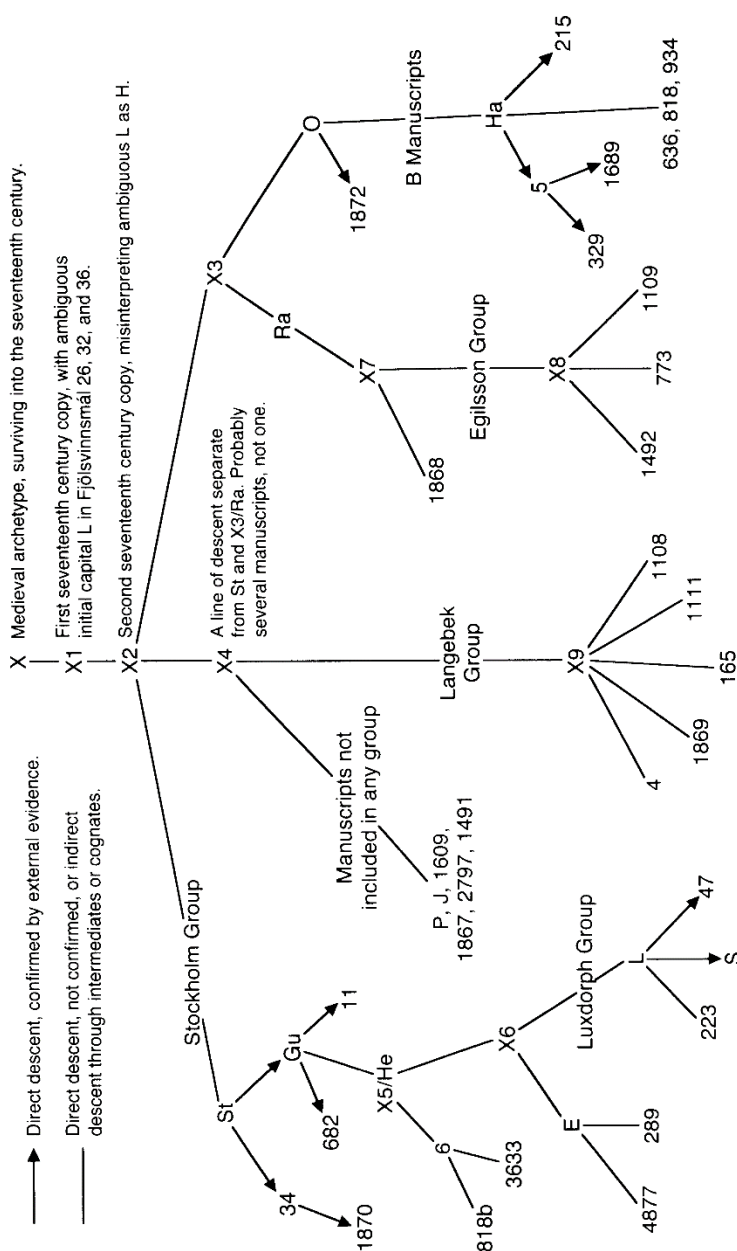 Direct descent, confirmed by external evidence.
Direct descent, not confirmed, or indirect
descent through intermediates or cognates.
X Medieval archetype, surviving into the seventeenth century.
X1 First seventeenth century copy, with ambiguous
initial capital L in Fjölsvinnsmál 26, 32, and 36.
X2 Second seventeenth century copy, misinterpreting ambiguous L as H.
Stockholm Group
X4 A line of descent separate
from St and X3/Ra. Probably
several manuscripts, not one.
X3
St
Gu
34
1870
682
11
X5/He
6
818b
3633
X6
E
4877
289
Luxdorph Group
L
223
S
47
Manuscripts not
included in any group
P, J, 1609,
1867, 2797, 1491
Langebek
Group
X9
4
1869
165
1111
1108
Ra
X7
1868
Egilsson Group
X8
1492
773
1109
O
1872
B Manuscripts
Ha
5
329
1689
215
636, 818, 934